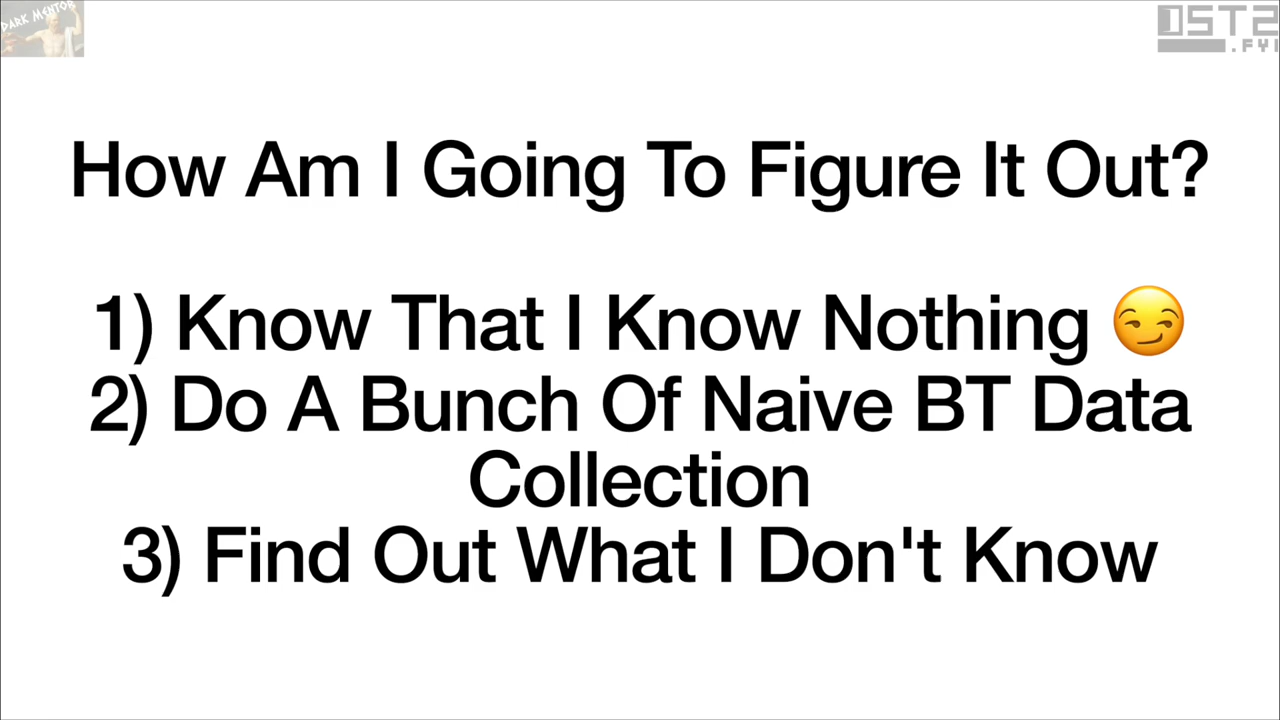 DARK MENTOR
OST2
.FYI
How Am I Going To Figure It Out?
1) Know That I Know Nothing 😏
2) Do A Bunch Of Naive BT Data
Collection
3) Find Out What I Don't Know